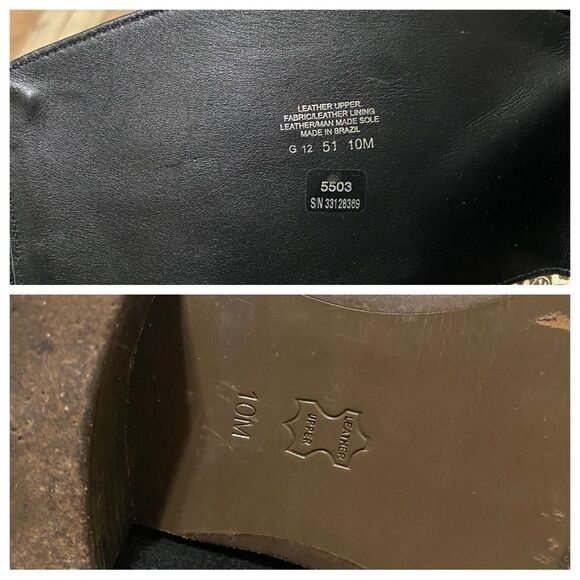 LEATHER UPPER
FABRIC/LEATHER LINING
LEATHER/MAN MADE SOLE
MADE IN BRAZIL
G 12 51 10M
5503
S/N 33128369
10M
LEATHER
UPPER